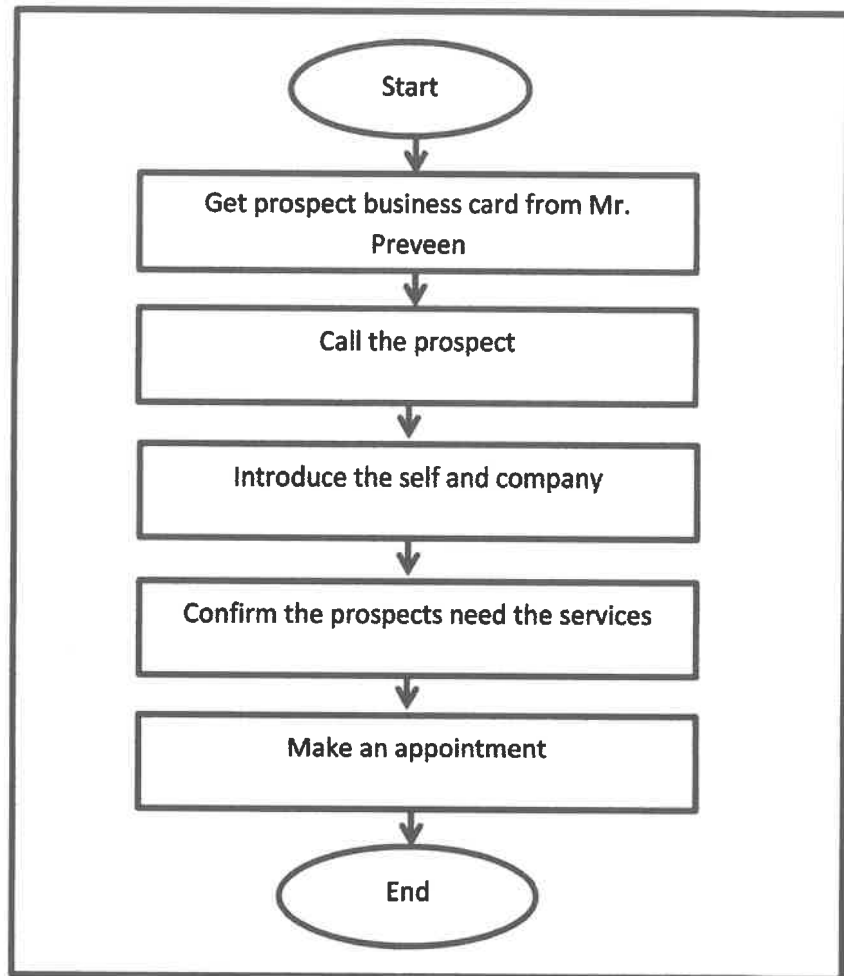 Start
Get prospect business card from Mr.
Preveen
Call the prospect
Introduce the self and company
Confirm the prospects need the services
Make an appointment
End